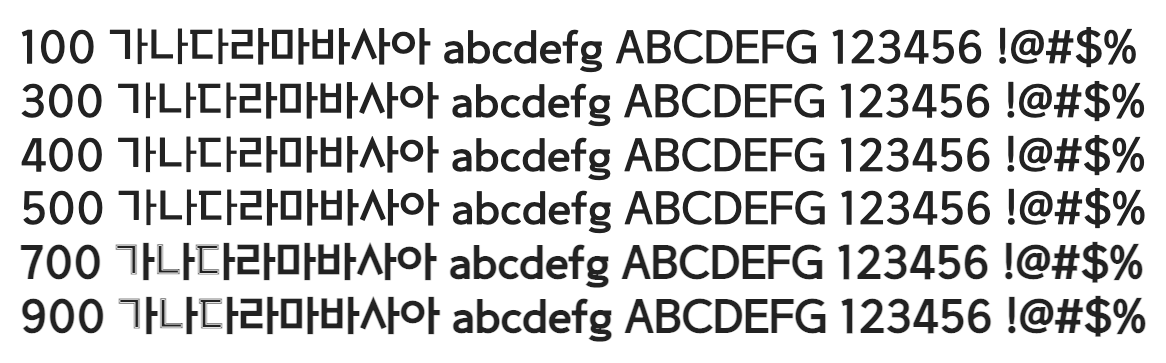 100 가나다라마바사아 abcdefg ABCDEFG 123456 !@#$%
300 가나다라마바사아 abcdefg ABCDEFG 123456 !@#$%
400 가나다라마바사아 abcdefg ABCDEFG 123456 !@#$%
500 가나다라마바사아 abcdefg ABCDEFG 123456 !@#$%
700 가나다라마바사아 abcdefg ABCDEFG 123456 !@#$%
900 가나다라마바사아 abcdefg ABCDEFG 123456 !@#$%